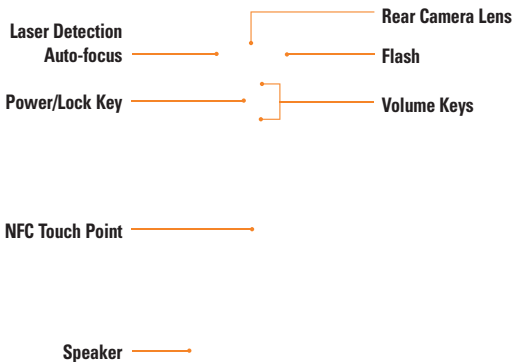 Rear Camera Lens
Laser Detection
Auto-focus
Flash
Power/Lock Key
Volume Keys
NFC Touch Point
Speaker